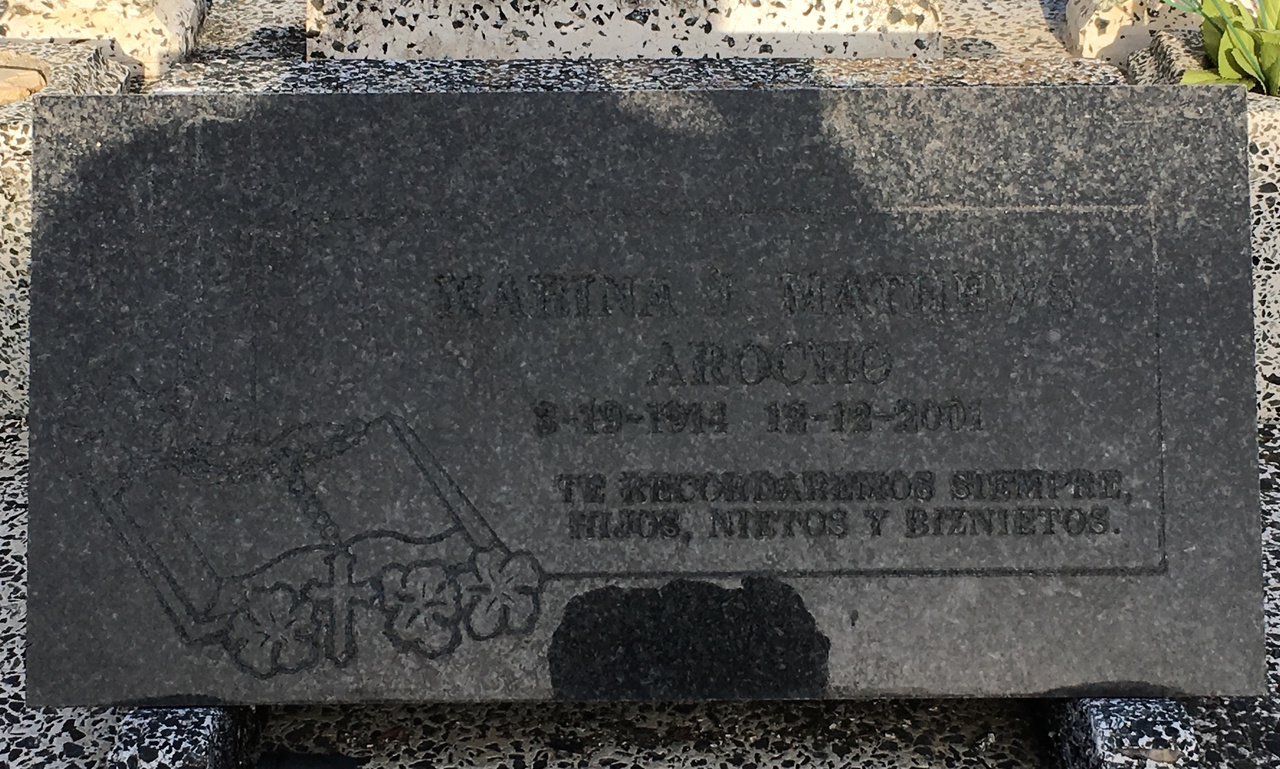 MARINA V. MATHEWS
AROCHO
3-19-1914 12-12-2001
TE RECORDAREMOS SIEMPRE,
HIJOS, NIETOS Y BIZNIETOS.